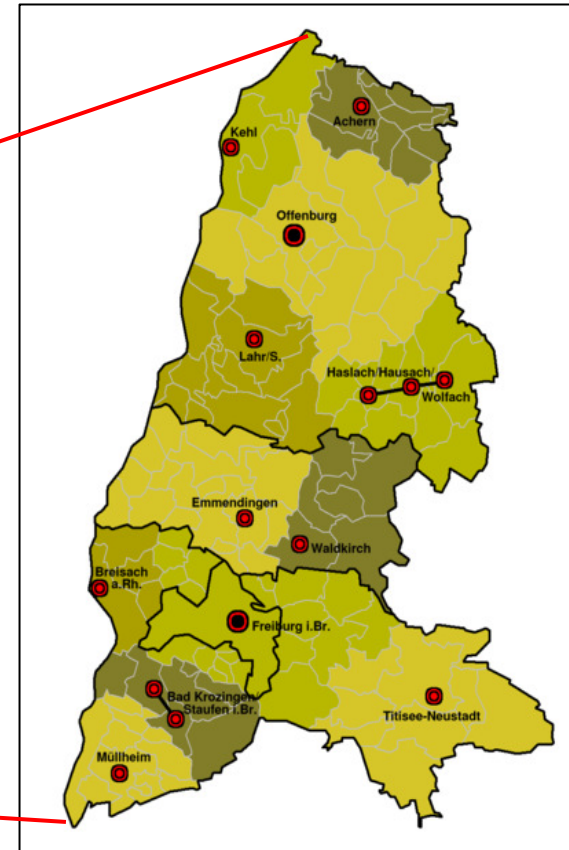 Achern
Kehl
Offenburg
Lahr/S.
Haslach/Hausach/
Wolfach
Emmendingen
Waldkirch
Breisach
a.Rh.
Freiburg i.Br.
Bad Krozingen/
Staufen i.Br.
Titisee-Neustadt
Müllheim